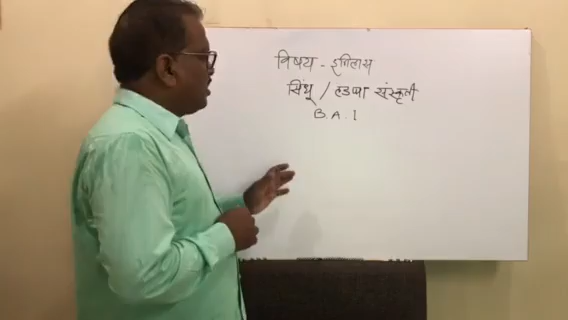 विषय - इतिहास
सिंधू / हडप्पा संस्कृती
B.A.I